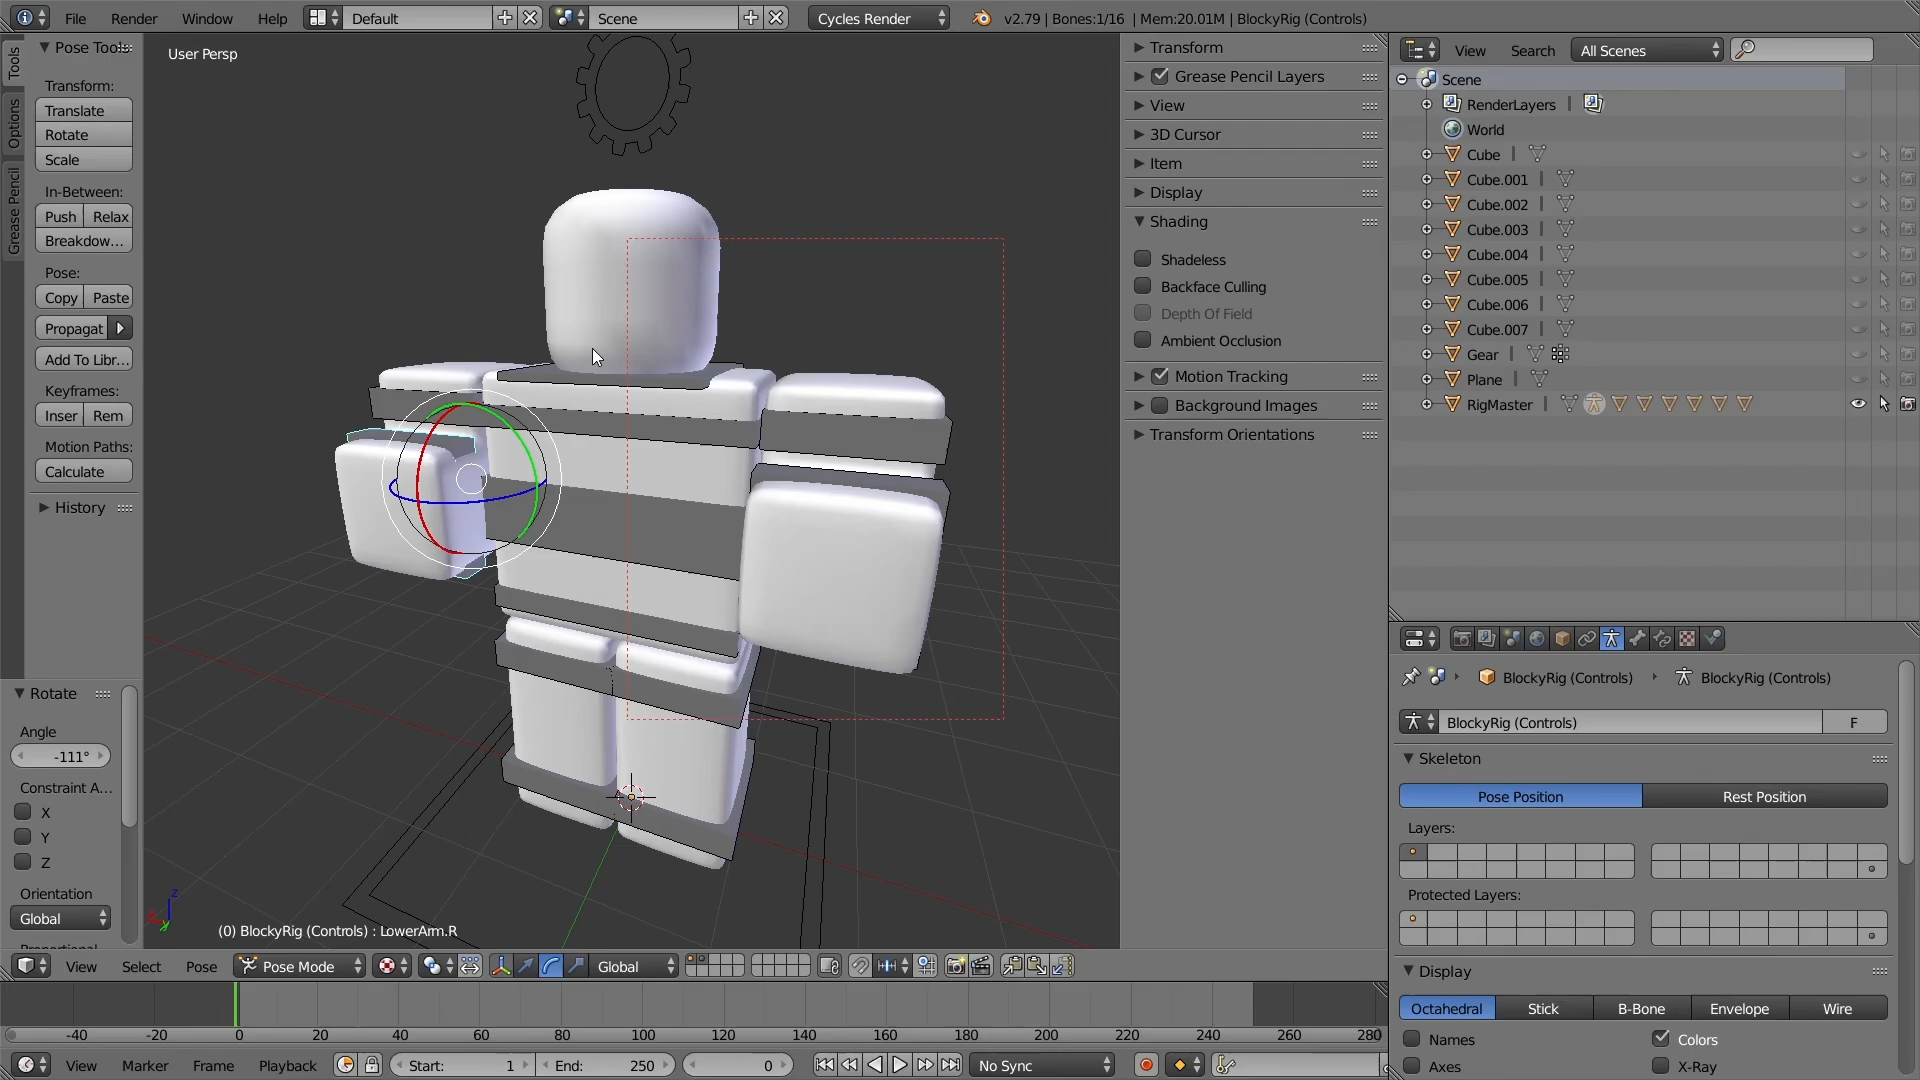 File Render Window Help Default Scene Cycles Render v2.79 | Bones:1/16 | Mem:20.01M | BlockyRig (Controls)
Tools
Options
Grease Pencil
Pose Tools
Transform:
Translate
Rotate
Scale
In-Between:
Push Relax
Breakdow...
Pose:
Copy Paste
Propagat
Add To Libr...
Keyframes:
Inser Rem
Motion Paths:
Calculate
History
Rotate
Angle
-111°
Constraint A...
X
Y
Z
Orientation
Global
User Persp
z
y
(0) BlockyRig (Controls) : LowerArm.R
Transform
Grease Pencil Layers
View
3D Cursor
Item
Display
Shading
Shadeless
Backface Culling
Depth Of Field
Ambient Occlusion
Motion Tracking
Background Images
Transform Orientations
View Search All Scenes
Scene
RenderLayers |
World
Cube |
Cube.001 |
Cube.002 |
Cube.003 |
Cube.004 |
Cube.005 |
Cube.006 |
Cube.007 |
Gear |
Plane |
RigMaster |
BlockyRig (Controls) BlockyRig (Controls)
BlockyRig (Controls) F
Skeleton
Pose Position Rest Position
Layers:
Protected Layers:
Display
Octahedral Stick B-Bone Envelope Wire
Names Colors
Axes X-Ray
View Select Pose Pose Mode Global
-40 -20 0 20 40 60 80 100 120 140 160 180 200 220 240 260 280
View Marker Frame Playback Start: 1 End: 250 0 No Sync